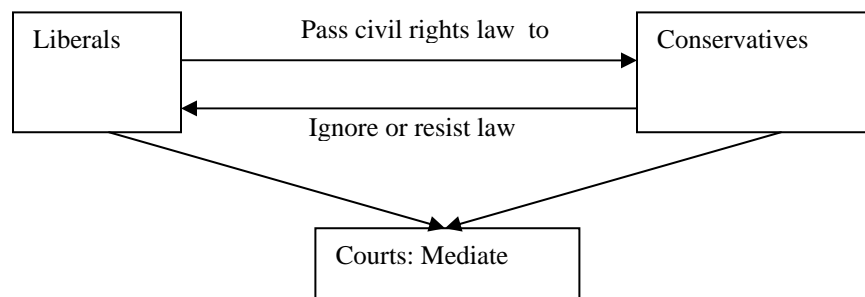 Liberals
Pass civil rights law to
Conservatives
Ignore or resist law
Courts: Mediate